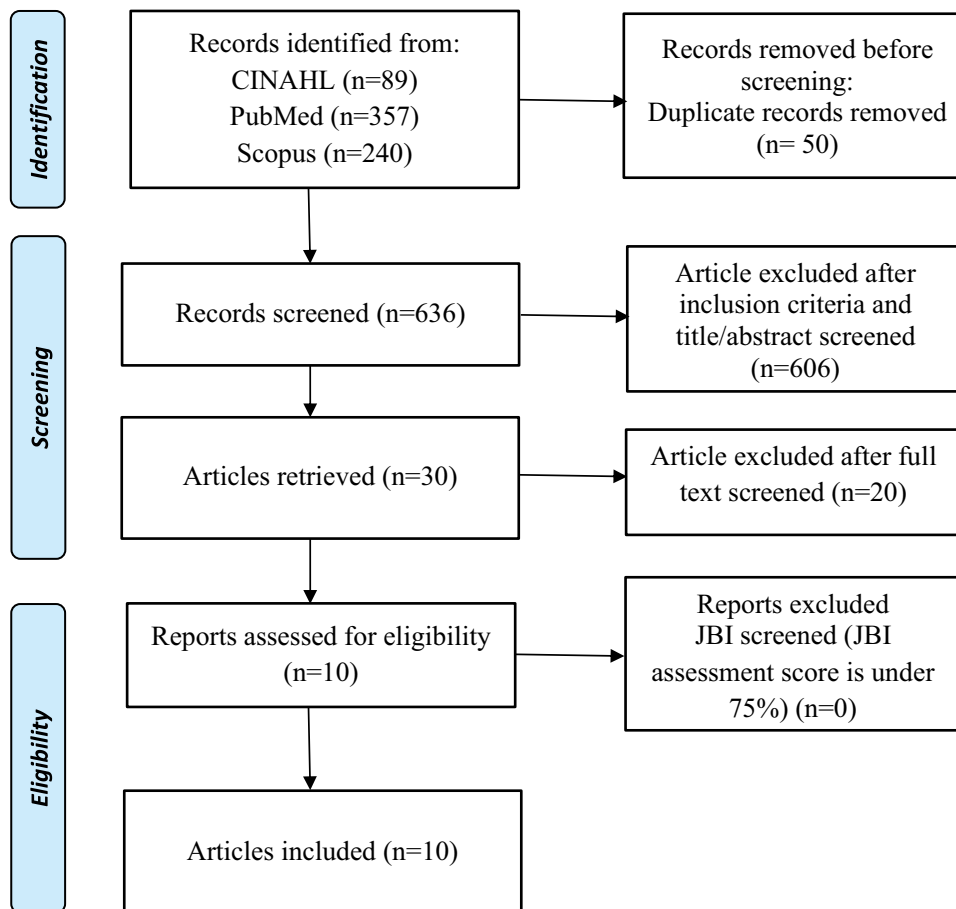 Identification
Records identified from:
CINAHL (n=89)
PubMed (n=357)
Scopus (n=240)
Records removed before
screening:
Duplicate records removed
(n= 50)
Screening
Records screened (n=636)
Article excluded after
inclusion criteria and
title/abstract screened
(n=606)
Articles retrieved (n=30)
Article excluded after full
text screened (n=20)
Eligibility
Reports assessed for eligibility
(n=10)
Reports excluded
JBI screened (JBI
assessment score is under
75%) (n=0)
Articles included (n=10)